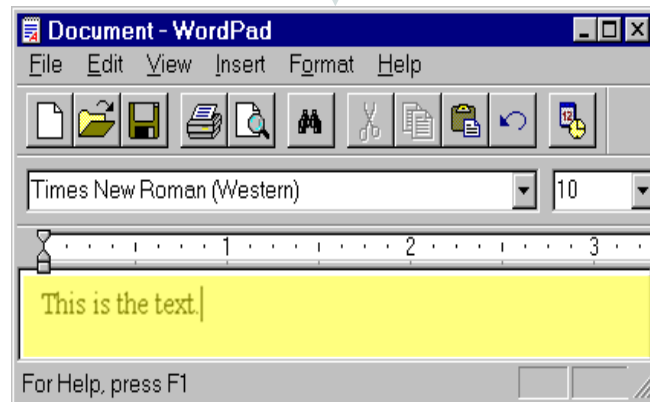 Document - WordPad
File Edit View Insert Format Help
12
Times New Roman (Western) 10
1 2 3
This is the text.
For Help, press F1